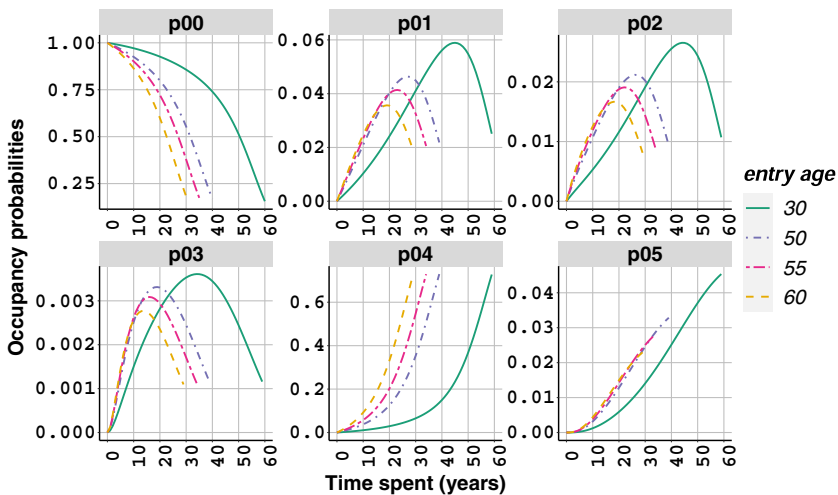 p00 p01 p02
1.00
0.75
0.50
0.25
0.06
0.04
0.02
0.00
0.02
0.01
0.00
0 10 20 30 40 50 60
0 10 20 30 40 50 60
0 10 20 30 40 50 60
p03 p04 p05
0.003
0.002
0.001
0.000
0.6
0.4
0.2
0.0
0.04
0.03
0.02
0.01
0.00
0 10 20 30 40 50 60
0 10 20 30 40 50 60
0 10 20 30 40 50 60
Occupancy probabilities
Time spent (years)
entry age
30
50
55
60